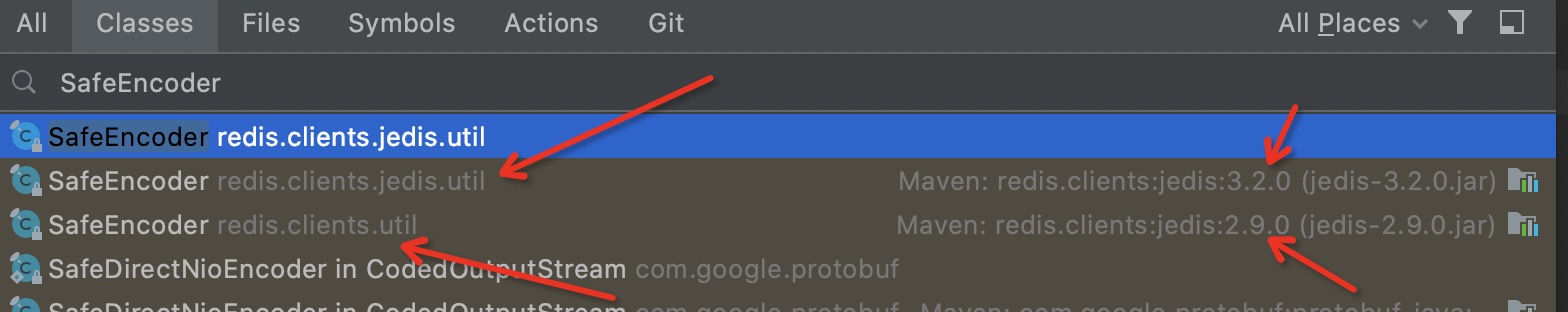 All Classes Files Symbols Actions Git All Places
SafeEncoder
SafeEncoder redis.clients.jedis.util
SafeEncoder redis.clients.jedis.util Maven: redis.clients:jedis:3.2.0 (jedis-3.2.0.jar)
SafeEncoder redis.clients.util Maven: redis.clients:jedis:2.9.0 (jedis-2.9.0.jar)
SafeDirectNioEncoder in CodedOutputStream com.google.protobuf
SafeDirectNioEncoder in CodedOutputStream com.google.protobuf Maven: com.google.protobuf:protobuf-java: